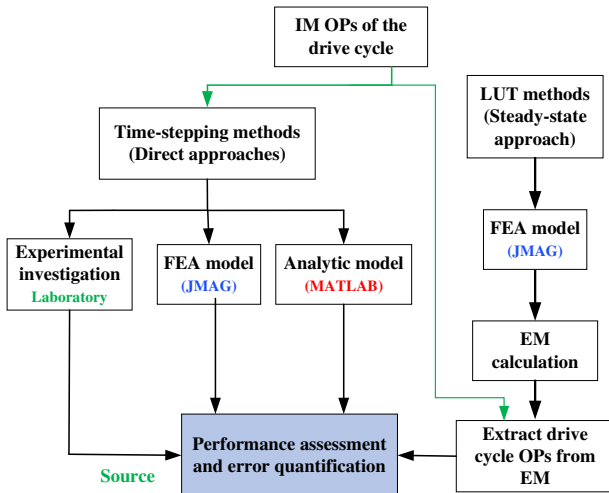 IM OPs of the
drive cycle
LUT methods
(Steady-state
approach)
Time-stepping methods
(Direct approaches)
Experimental
investigation
Laboratory
FEA model
(JMAG)
Analytic model
(MATLAB)
FEA model
(JMAG)
EM
calculation
Performance assessment
and error quantification
Extract drive
cycle OPs from
EM
Source